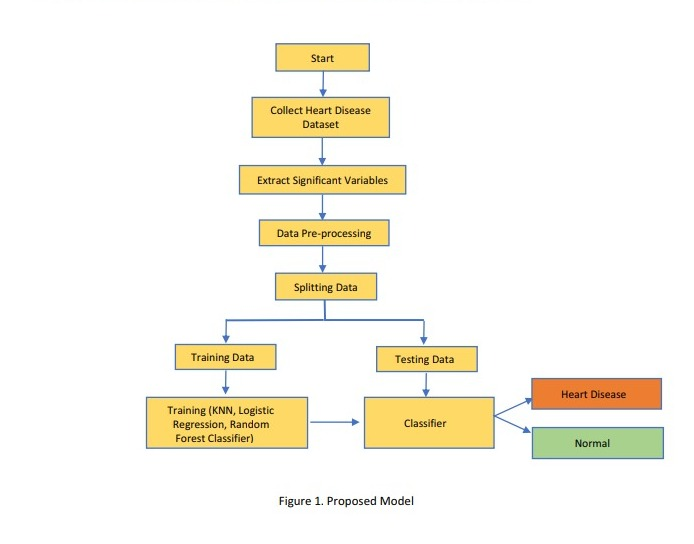 Start
Collect Heart Disease
Dataset
Extract Significant Variables
Data Pre-processing
Splitting Data
Training Data
Testing Data
Training (KNN, Logistic
Regression, Random
Forest Classifier)
Classifier
Heart Disease
Normal
Figure 1. Proposed Model